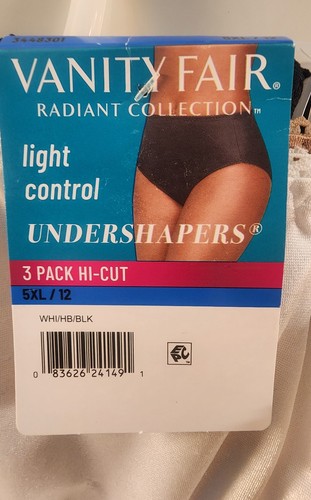 3448301
VANITY FAIR®
RADIANT COLLECTION™
light
control
UNDERSHAPERS®
3 PACK HI-CUT
5XL / 12
WHI/HB/BLK
0 83626 24149 1